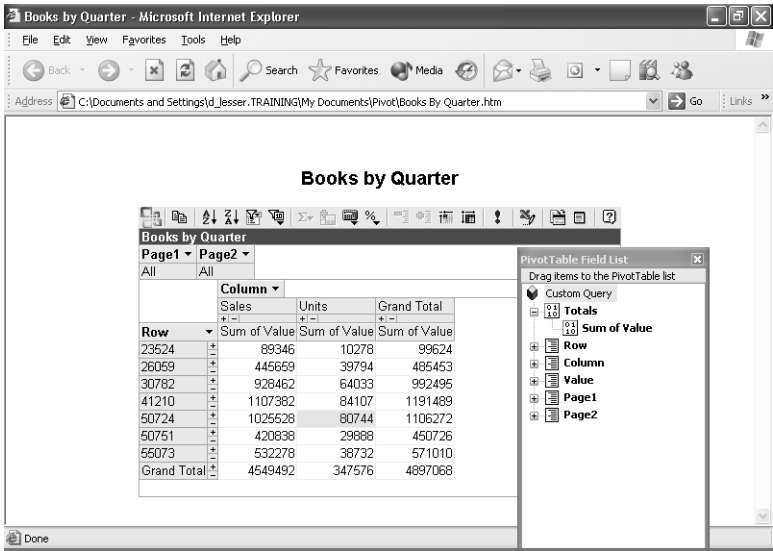 Books by Quarter - Microsoft Internet Explorer
File Edit View Favorites Tools Help
Back Search Favorites Media
Address C:\Documents and Settings\d_lesser.TRAINING\My Documents\Pivot\Books By Quarter.htm Go Links »
Books by Quarter
Books by Quarter
Page1 Page2
All All
Column
Sales Units Grand Total
+ - + - + -
Row Sum of Value Sum of Value Sum of Value
23524 89346 10278 99624
26059 445659 39794 485453
30782 928462 64033 992495
41210 1107382 84107 1191489
50724 1025528 80744 1106272
50751 420838 29888 450726
55073 532278 38732 571010
Grand Total 4549492 347576 4897068
PivotTable Field List
Drag items to the PivotTable list
Custom Query
Totals
Sum of Value
Row
Column
Value
Page1
Page2
Done